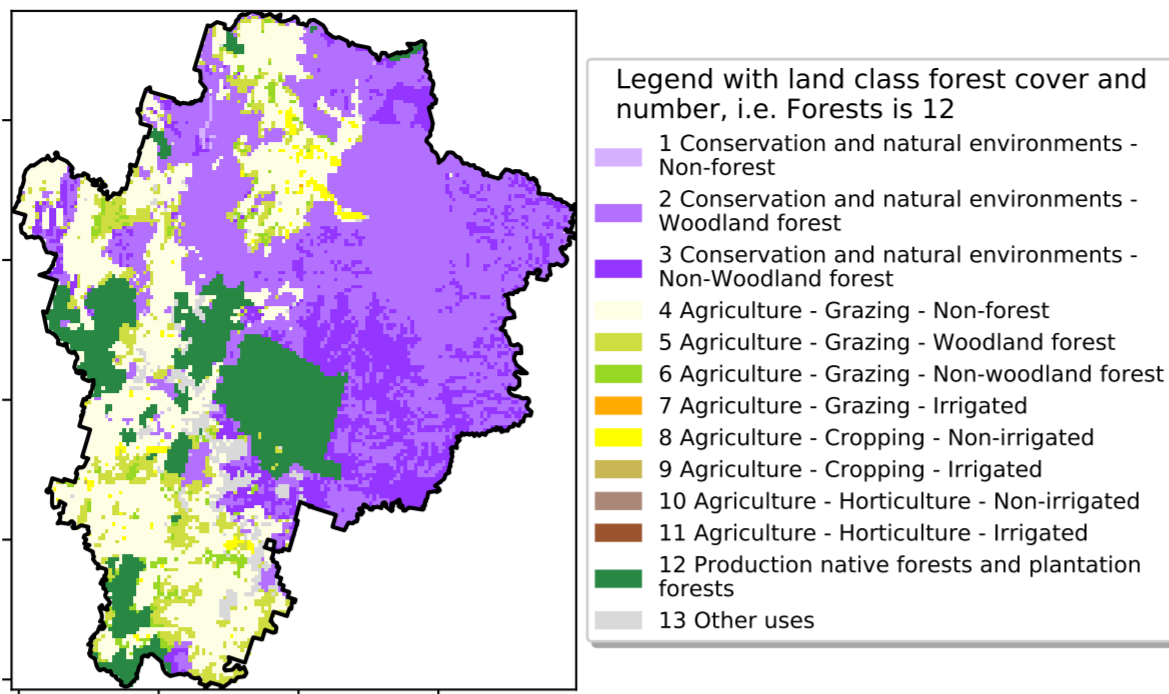 Legend with land class forest cover and
number, i.e. Forests is 12
1 Conservation and natural environments -
Non-forest
2 Conservation and natural environments -
Woodland forest
3 Conservation and natural environments -
Non-Woodland forest
4 Agriculture - Grazing - Non-forest
5 Agriculture - Grazing - Woodland forest
6 Agriculture - Grazing - Non-woodland forest
7 Agriculture - Grazing - Irrigated
8 Agriculture - Cropping - Non-irrigated
9 Agriculture - Cropping - Irrigated
10 Agriculture - Horticulture - Non-irrigated
11 Agriculture - Horticulture - Irrigated
12 Production native forests and plantation
forests
13 Other uses